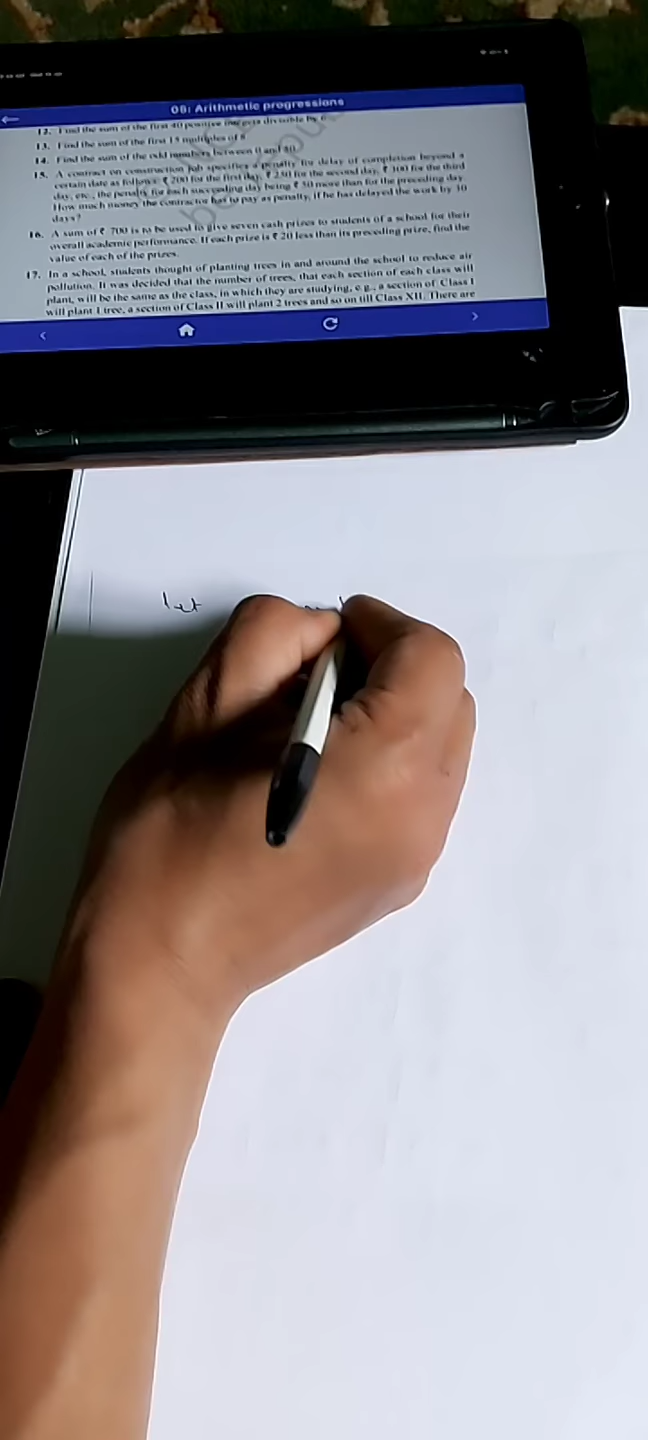 08: Arithmetic progressions
12. Find the sum of the first 40 positive integers divisible by 6.
13. Find the sum of the first 15 multiples of 8.
14. Find the sum of the odd numbers between 0 and 50.
15. A contract on construction job specifies a penalty for delay of completion beyond a
certain date as follows: ₹ 200 for the first day, ₹ 250 for the second day, ₹ 300 for the third
day, etc., the penalty for each succeeding day being ₹ 50 more than for the preceding day.
How much money the contractor has to pay as penalty, if he has delayed the work by 30
days?
16. A sum of ₹ 700 is to be used to give seven cash prizes to students of a school for their
overall academic performance. If each prize is ₹ 20 less than its preceding prize, find the
value of each of the prizes.
17. In a school, students thought of planting trees in and around the school to reduce air
pollution. It was decided that the number of trees, that each section of each class will
plant, will be the same as the class, in which they are studying, e.g., a section of Class I
will plant 1 tree, a section of Class II will plant 2 trees and so on till Class XII. There are
let